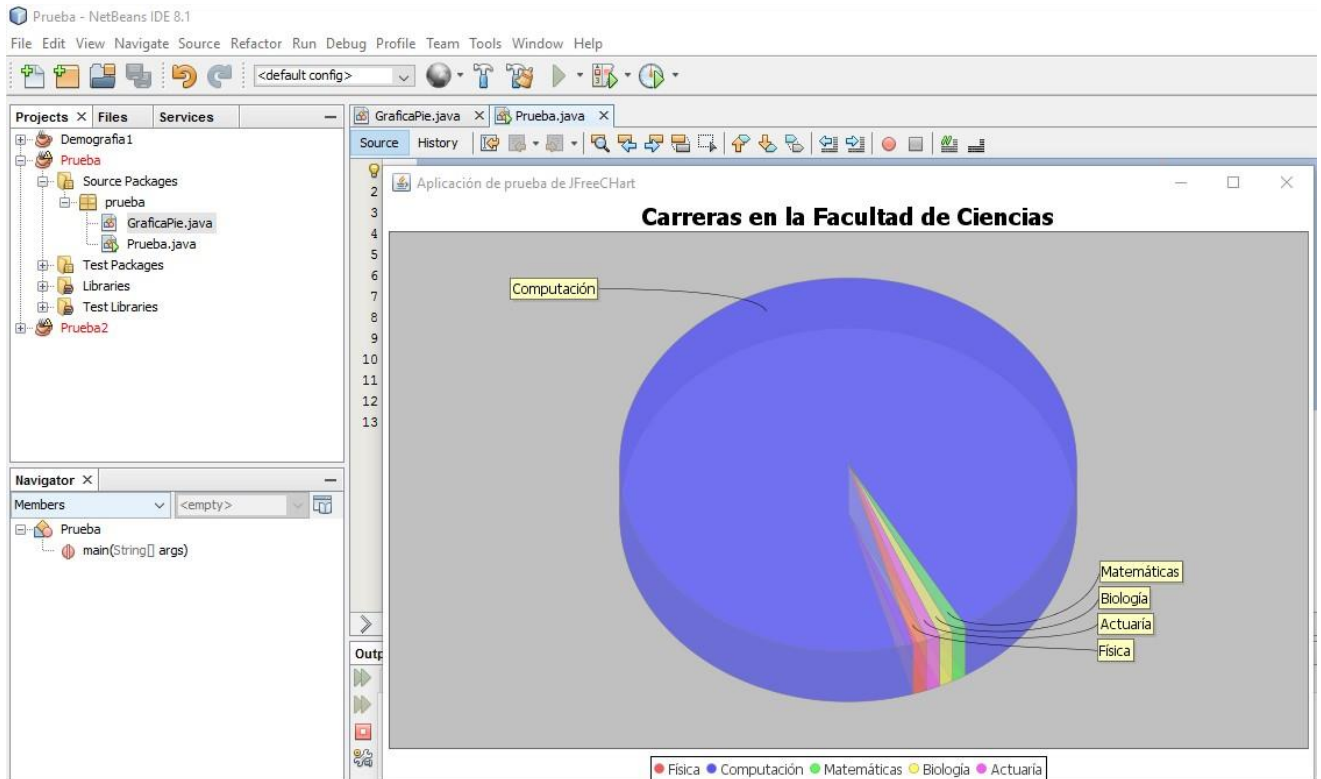 Prueba - NetBeans IDE 8.1
File Edit View Navigate Source Refactor Run Debug Profile Team Tools Window Help
<default config>
Projects Files Services
GraficaPie.java Prueba.java
Source History
Demografia1
Prueba
Source Packages
prueba
GraficaPie.java
Prueba.java
Test Packages
Libraries
Test Libraries
Prueba2
2
3
4
5
6
7
8
9
10
11
12
13
Aplicación de prueba de JFreeCHart
Carreras en la Facultad de Ciencias
Computación
Matemáticas
Biología
Actuaría
Física
Física Computación Matemáticas Biología Actuaría
Navigator
Members <empty>
Prueba
main(String[] args)
Outp